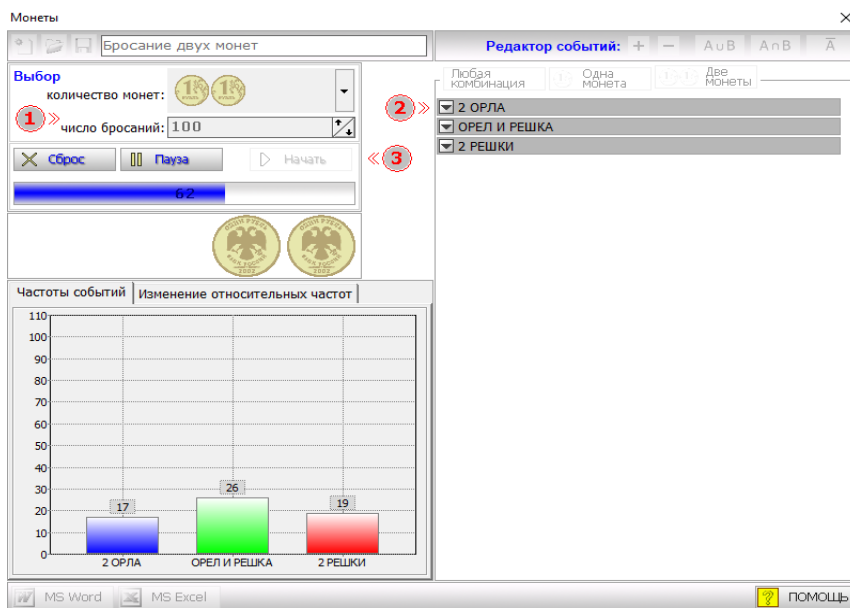 Монеты
Бросание двух монет
Редактор событий: + − A∪B A∩B A
Выбор
количество монет:
1 »
число бросаний: 100
Сброс
Пауза
Начать
« 3
62
Любая комбинация
Одна монета
Две монеты
2 »
2 ОРЛА
ОРЕЛ И РЕШКА
2 РЕШКИ
Частоты событий
Изменение относительных частот
110
100
90
80
70
60
50
40
30
20
10
0
17
26
19
2 ОРЛА
ОРЕЛ И РЕШКА
2 РЕШКИ
MS Word
MS Excel
? ПОМОЩЬ